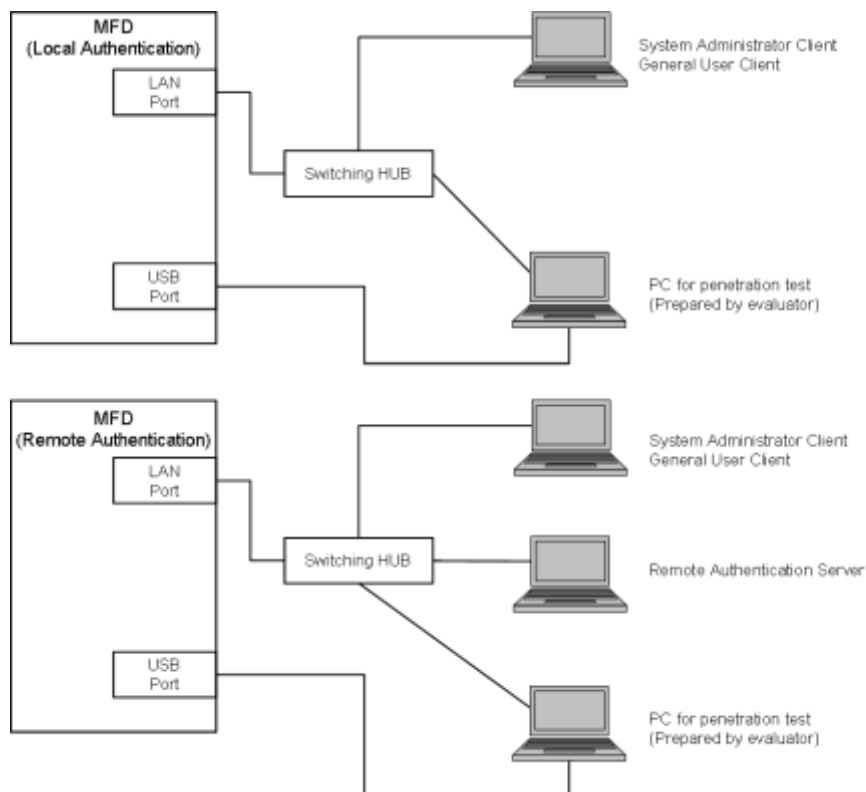 MFD
(Local Authentication)
LAN
Port
System Administrator Client
General User Client
Switching HUB
USB
Port
PC for penetration test
(Prepared by evaluator)
MFD
(Remote Authentication)
LAN
Port
System Administrator Client
General User Client
Switching HUB
Remote Authentication Server
USB
Port
PC for penetration test
(Prepared by evaluator)